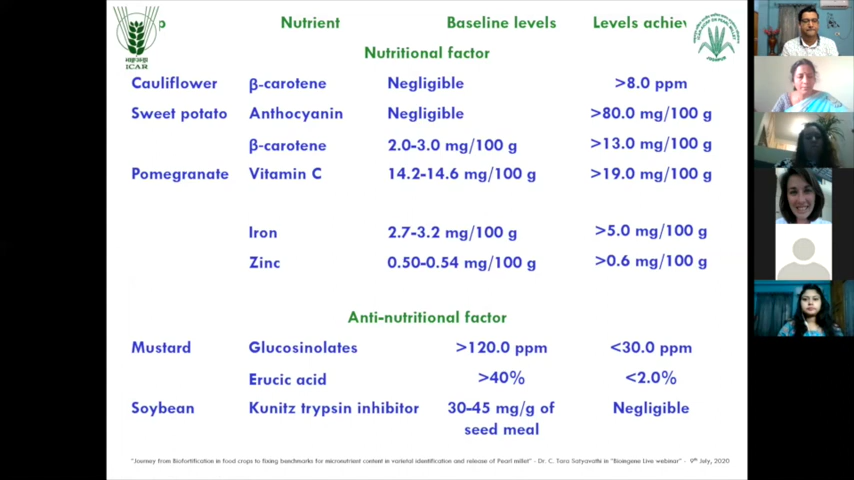 p Nutrient Baseline levels Levels achiev
Nutritional factor
Cauliflower β-carotene Negligible >8.0 ppm
Sweet potato Anthocyanin Negligible >80.0 mg/100 g
β-carotene 2.0-3.0 mg/100 g >13.0 mg/100 g
Pomegranate Vitamin C 14.2-14.6 mg/100 g >19.0 mg/100 g
Iron 2.7-3.2 mg/100 g >5.0 mg/100 g
Zinc 0.50-0.54 mg/100 g >0.6 mg/100 g
Anti-nutritional factor
Mustard Glucosinolates >120.0 ppm <30.0 ppm
Erucic acid >40% <2.0%
Soybean Kunitz trypsin inhibitor 30-45 mg/g of Negligible
seed meal
"Journey from Biofortification in food crops to fixing benchmarks for micronutrient content in varietal identification and release of Pearl millet" - Dr. C. Tara Satyavathi in "Bioingene Live webinar" - 9th July, 2020
ICAR